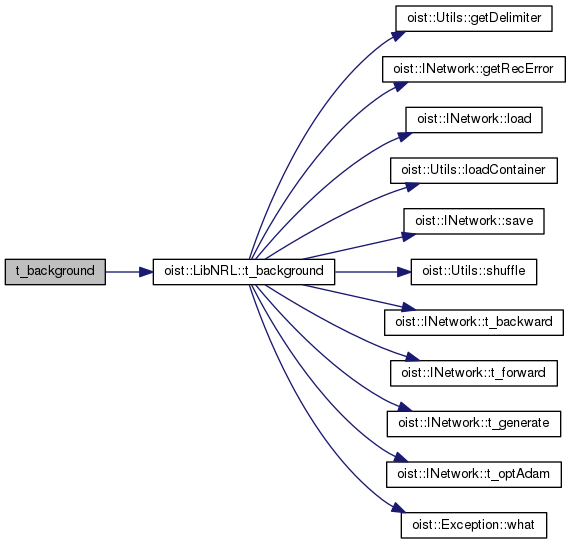 t_background
oist::LibNRL::t_background
oist::Utils::getDelimiter
oist::INetwork::getRecError
oist::INetwork::load
oist::Utils::loadContainer
oist::INetwork::save
oist::Utils::shuffle
oist::INetwork::t_backward
oist::INetwork::t_forward
oist::INetwork::t_generate
oist::INetwork::t_optAdam
oist::Exception::what